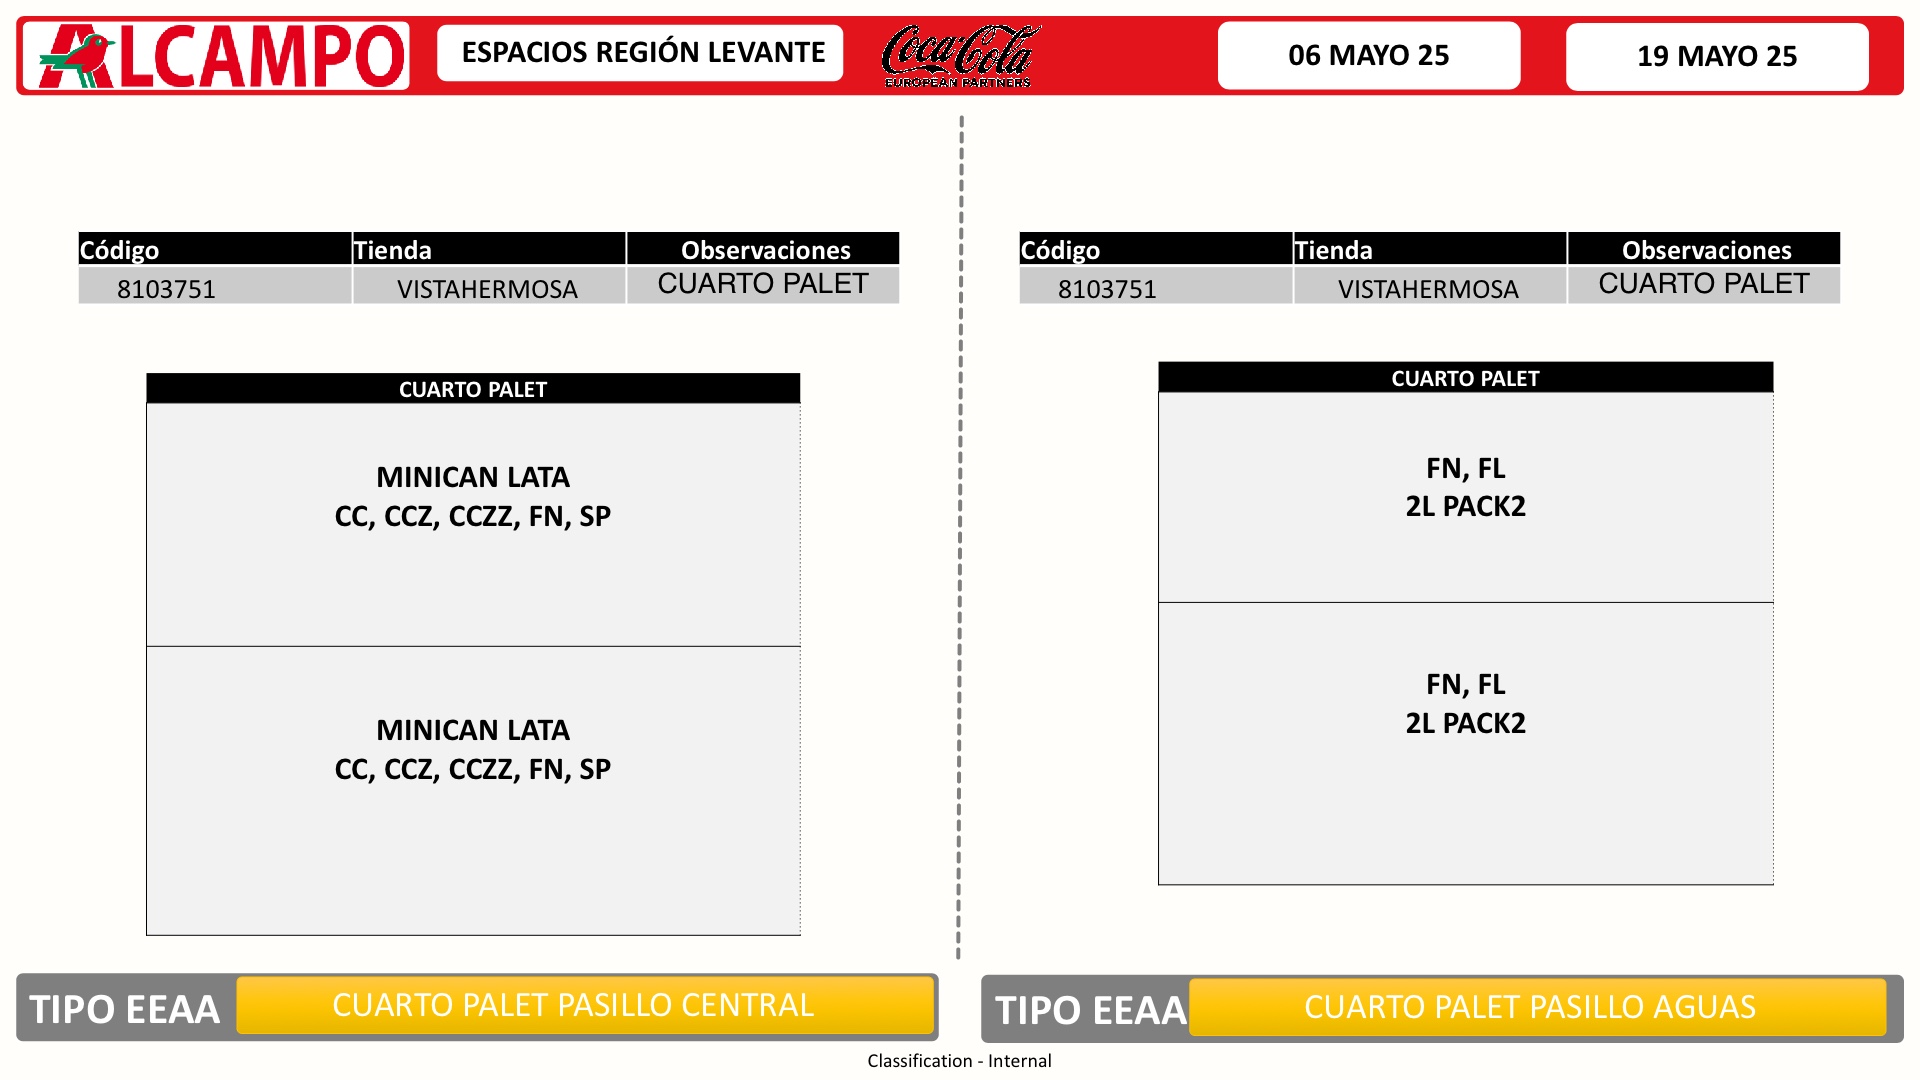 ALCAMPO
ESPACIOS REGIÓN LEVANTE
Coca-Cola
EUROPEAN PARTNERS
06 MAYO 25
19 MAYO 25
Código Tienda Observaciones
8103751 VISTAHERMOSA CUARTO PALET
CUARTO PALET
MINICAN LATA
CC, CCZ, CCZZ, FN, SP
MINICAN LATA
CC, CCZ, CCZZ, FN, SP
TIPO EEAA CUARTO PALET PASILLO CENTRAL
Código Tienda Observaciones
8103751 VISTAHERMOSA CUARTO PALET
CUARTO PALET
FN, FL
2L PACK2
FN, FL
2L PACK2
TIPO EEAA CUARTO PALET PASILLO AGUAS
Classification - Internal